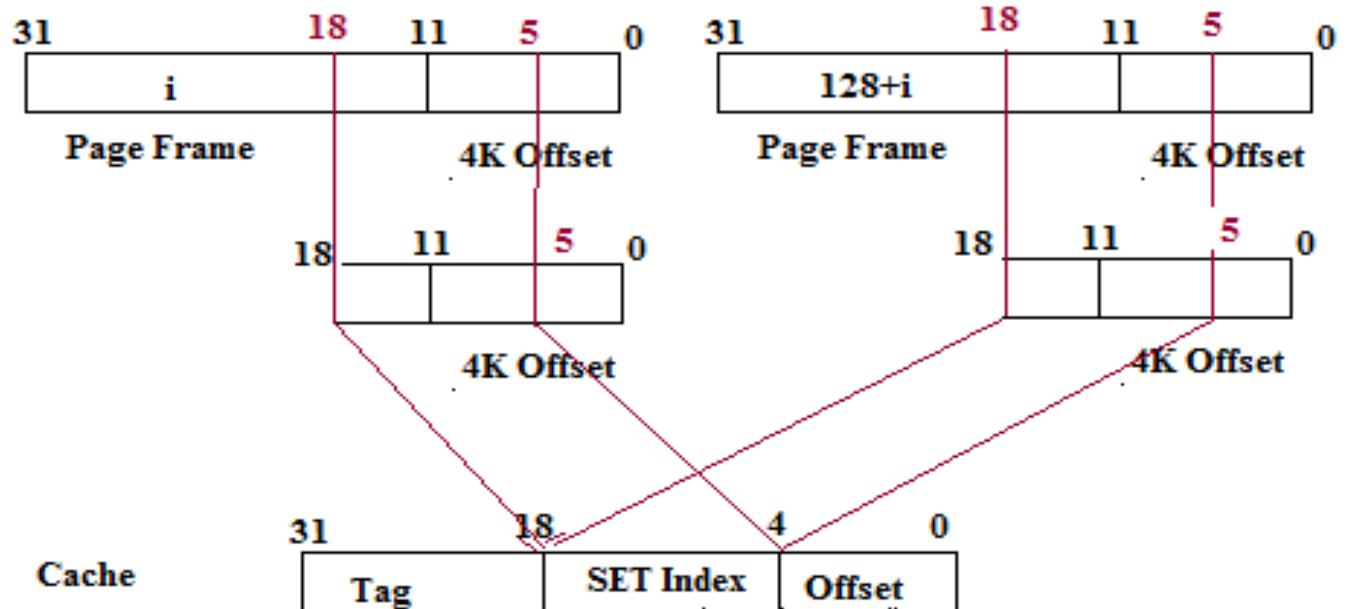 31 18 11 5 0 31 18 11 5 0
i 128+i
Page Frame 4K Offset Page Frame 4K Offset
18 11 5 0 18 11 5 0
4K Offset 4K Offset
31 18 4 0
Cache Tag SET Index Offset